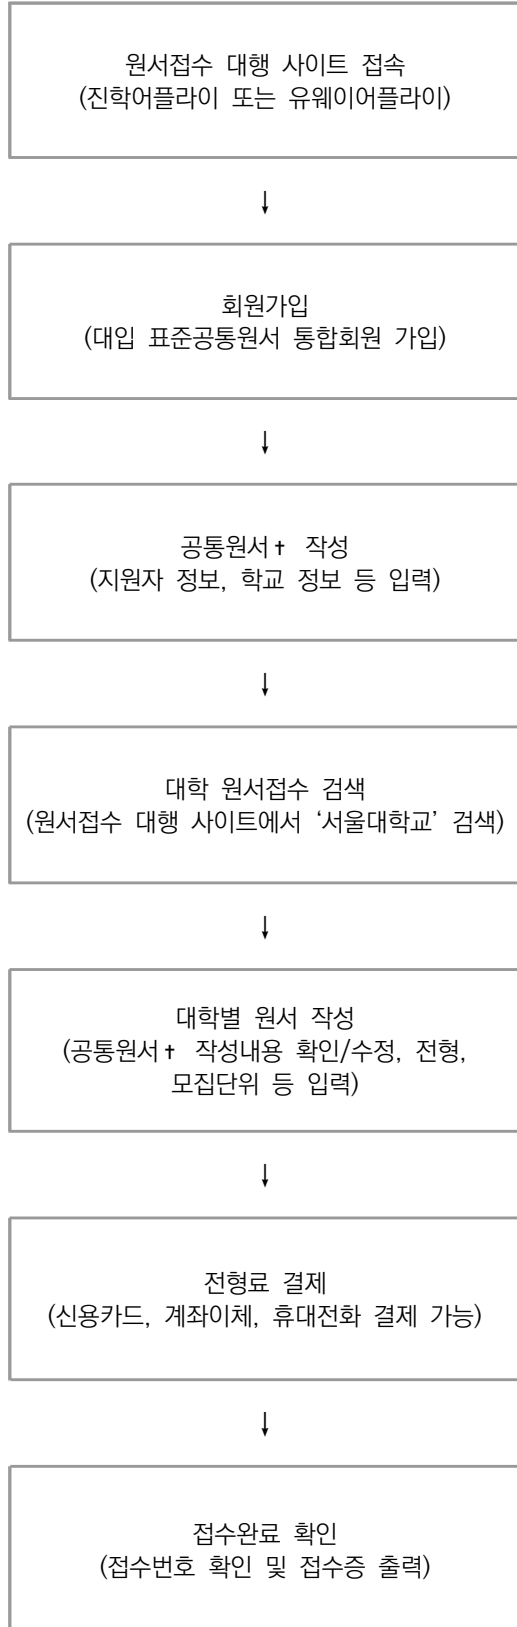 원서접수 대행 사이트 접속
(진학어플라이 또는 유웨이어플라이)
↓
회원가입
(대입 표준공통원서 통합회원 가입)
↓
공통원서✝ 작성
(지원자 정보, 학교 정보 등 입력)
↓
대학 원서접수 검색
(원서접수 대행 사이트에서 ‘서울대학교’ 검색)
↓
대학별 원서 작성
(공통원서✝ 작성내용 확인/수정, 전형,
모집단위 등 입력)
↓
전형료 결제
(신용카드, 계좌이체, 휴대전화 결제 가능)
↓
접수완료 확인
(접수번호 확인 및 접수증 출력)